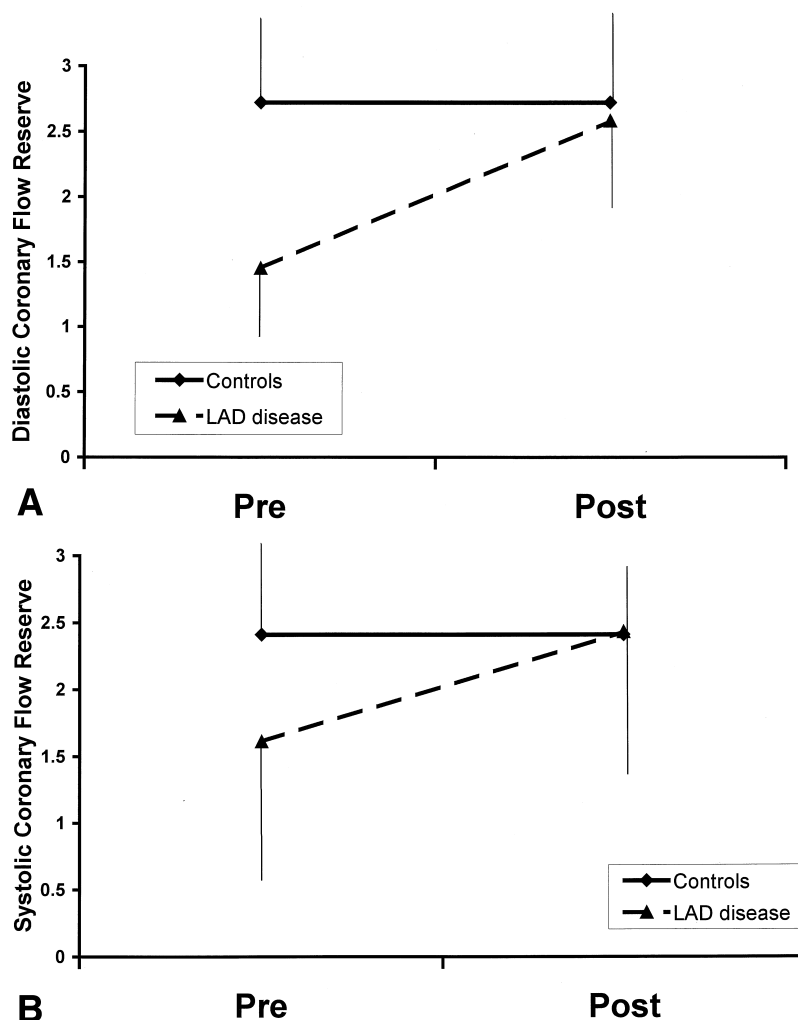 Diastolic Coronary Flow Reserve
3
2.5
2
1.5
1
0.5
0
Controls
LAD disease
A
Pre
Post
Systolic Coronary Flow Reserve
3
2.5
2
1.5
1
0.5
0
Controls
LAD disease
B
Pre
Post